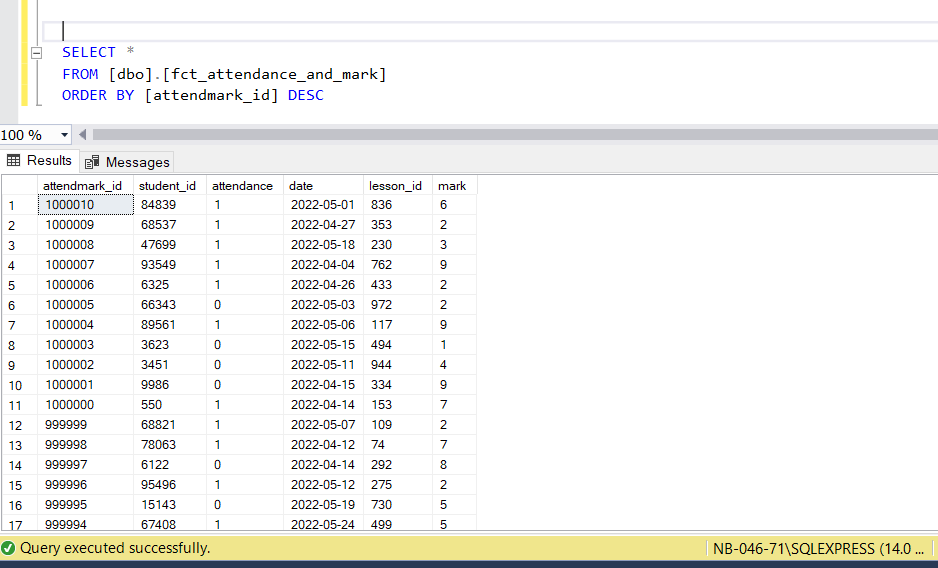 SELECT *
FROM [dbo].[fct_attendance_and_mark]
ORDER BY [attendmark_id] DESC
100 %
Results Messages
attendmark_id student_id attendance date lesson_id mark
1 1000010 84839 1 2022-05-01 836 6
2 1000009 68537 1 2022-04-27 353 2
3 1000008 47699 1 2022-05-18 230 3
4 1000007 93549 1 2022-04-04 762 9
5 1000006 6325 1 2022-04-26 433 2
6 1000005 66343 0 2022-05-03 972 2
7 1000004 89561 1 2022-05-06 117 9
8 1000003 3623 0 2022-05-15 494 1
9 1000002 3451 0 2022-05-11 944 4
10 1000001 9986 0 2022-04-15 334 9
11 1000000 550 1 2022-04-14 153 7
12 999999 68821 1 2022-05-07 109 2
13 999998 78063 1 2022-04-12 74 7
14 999997 6122 0 2022-04-14 292 8
15 999996 95496 1 2022-05-12 275 2
16 999995 15143 0 2022-05-19 730 5
17 999994 67408 1 2022-05-24 499 5
Query executed successfully. NB-046-71\SQLEXPRESS (14.0 ...